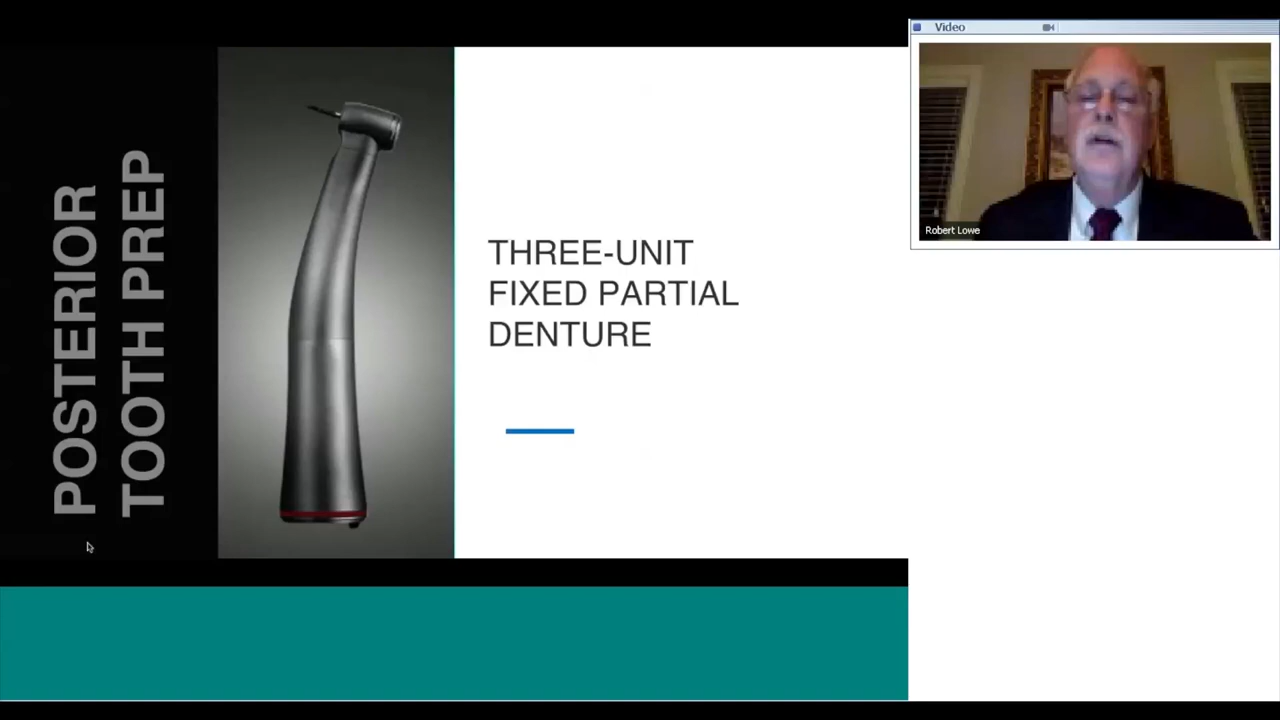 POSTERIOR
TOOTH PREP
THREE-UNIT
FIXED PARTIAL
DENTURE
Video
Robert Lowe